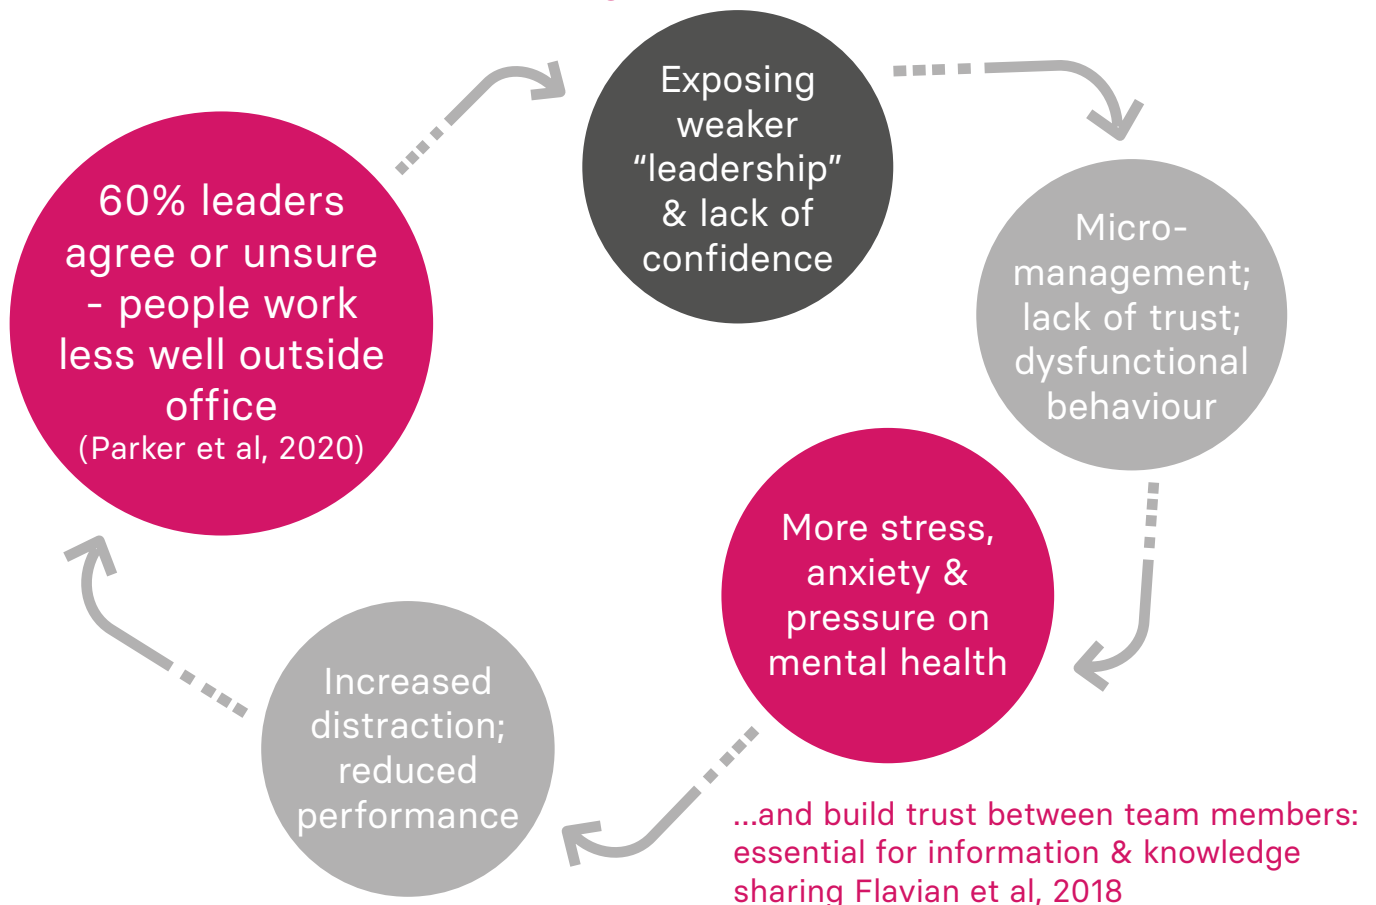 60% leaders
agree or unsure
- people work
less well outside
office
(Parker et al, 2020)
Exposing
weaker
“leadership”
& lack of
confidence
Micro-
management;
lack of trust;
dysfunctional
behaviour
More stress,
anxiety &
pressure on
mental health
Increased
distraction;
reduced
performance
...and build trust between team members:
essential for information & knowledge
sharing Flavian et al, 2018